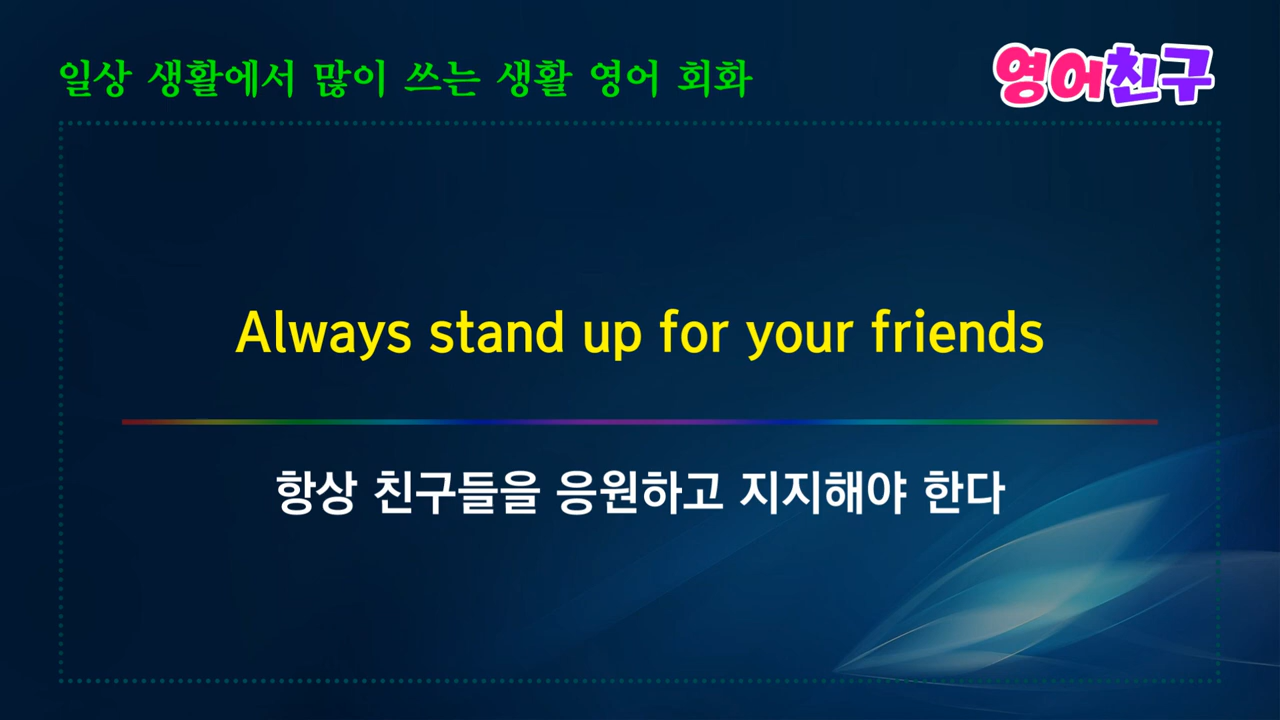 일상 생활에서 많이 쓰는 생활 영어 회화
영어친구
Always stand up for your friends
항상 친구들을 응원하고 지지해야 한다